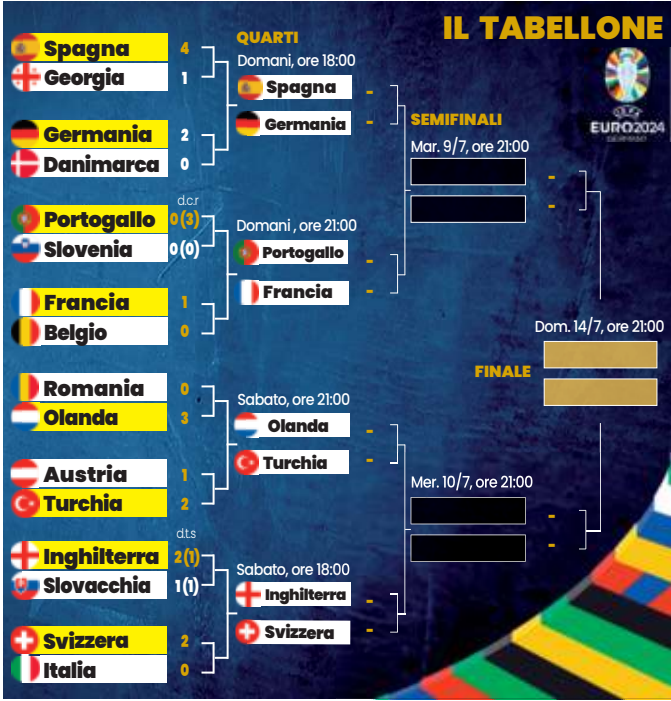 IL TABELLONE
UEFA
EURO2024
GERMANY
Spagna 4
Georgia 1
Germania 2
Danimarca 0
d.c.r
Portogallo 0(3)
Slovenia 0(0)
Francia 1
Belgio 0
Romania 0
Olanda 3
Austria 1
Turchia 2
d.t.s
Inghilterra 2(1)
Slovacchia 1(1)
Svizzera 2
Italia 0
QUARTI
Domani, ore 18:00
Spagna -
Germania -
Domani , ore 21:00
Portogallo -
Francia -
Sabato, ore 21:00
Olanda -
Turchia -
Sabato, ore 18:00
Inghilterra -
Svizzera -
SEMIFINALI
Mar. 9/7, ore 21:00
-
-
Mer. 10/7, ore 21:00
-
-
Dom. 14/7, ore 21:00
FINALE